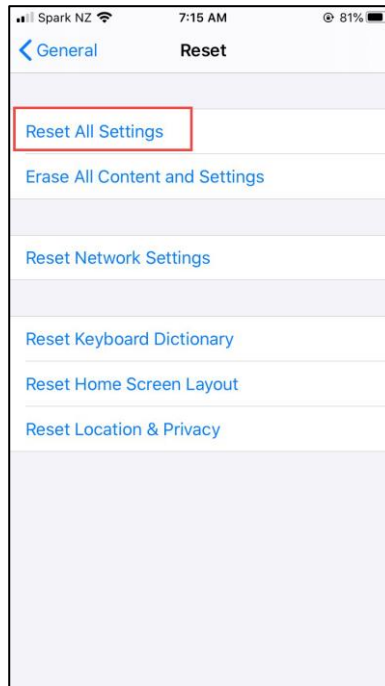 Spark NZ 7:15 AM 81%
General Reset
Reset All Settings
Erase All Content and Settings
Reset Network Settings
Reset Keyboard Dictionary
Reset Home Screen Layout
Reset Location & Privacy